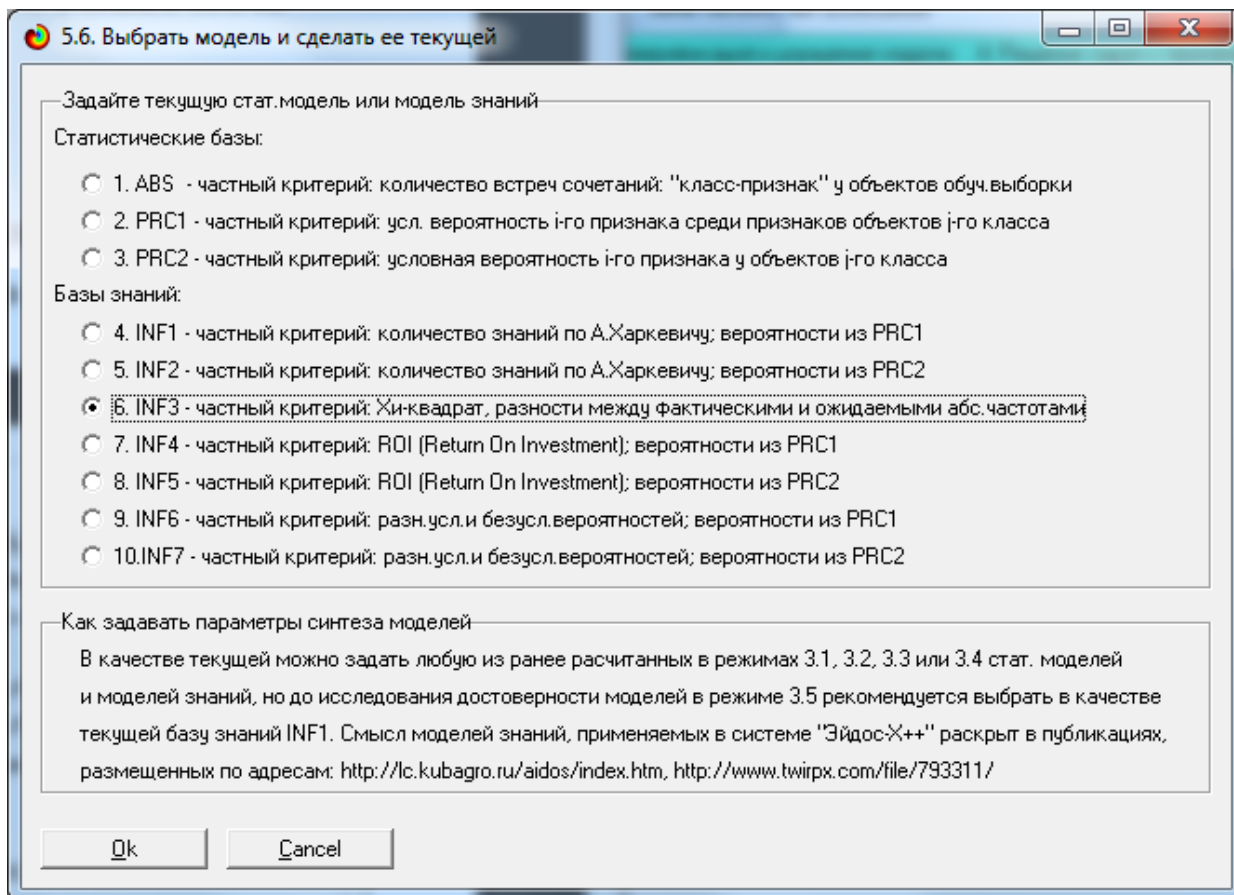 5.6. Выбрать модель и сделать ее текущей
Задайте текущую стат.модель или модель знаний
Статистические базы:
1. ABS - частный критерий: количество встреч сочетаний: "класс-признак" у объектов обуч.выборки
2. PRC1 - частный критерий: усл. вероятность i-го признака среди признаков объектов j-го класса
3. PRC2 - частный критерий: условная вероятность i-го признака у объектов j-го класса
Базы знаний:
4. INF1 - частный критерий: количество знаний по А.Харкевичу; вероятности из PRC1
5. INF2 - частный критерий: количество знаний по А.Харкевичу; вероятности из PRC2
6. INF3 - частный критерий: Хи-квадрат, разности между фактическими и ожидаемыми абс.частотами
7. INF4 - частный критерий: ROI (Return On Investment); вероятности из PRC1
8. INF5 - частный критерий: ROI (Return On Investment); вероятности из PRC2
9. INF6 - частный критерий: разн.усл.и безусл.вероятностей; вероятности из PRC1
10.INF7 - частный критерий: разн.усл.и безусл.вероятностей; вероятности из PRC2
Как задавать параметры синтеза моделей
В качестве текущей можно задать любую из ранее расчитанных в режимах 3.1, 3.2, 3.3 или 3.4 стат. моделей
и моделей знаний, но до исследования достоверности моделей в режиме 3.5 рекомендуется выбрать в качестве
текущей базу знаний INF1. Смысл моделей знаний, применяемых в системе "Эйдос-Х++" раскрыт в публикациях,
размещенных по адресам: http://lc.kubagro.ru/aidos/index.htm, http://www.twirpx.com/file/793311/
Ok
Cancel